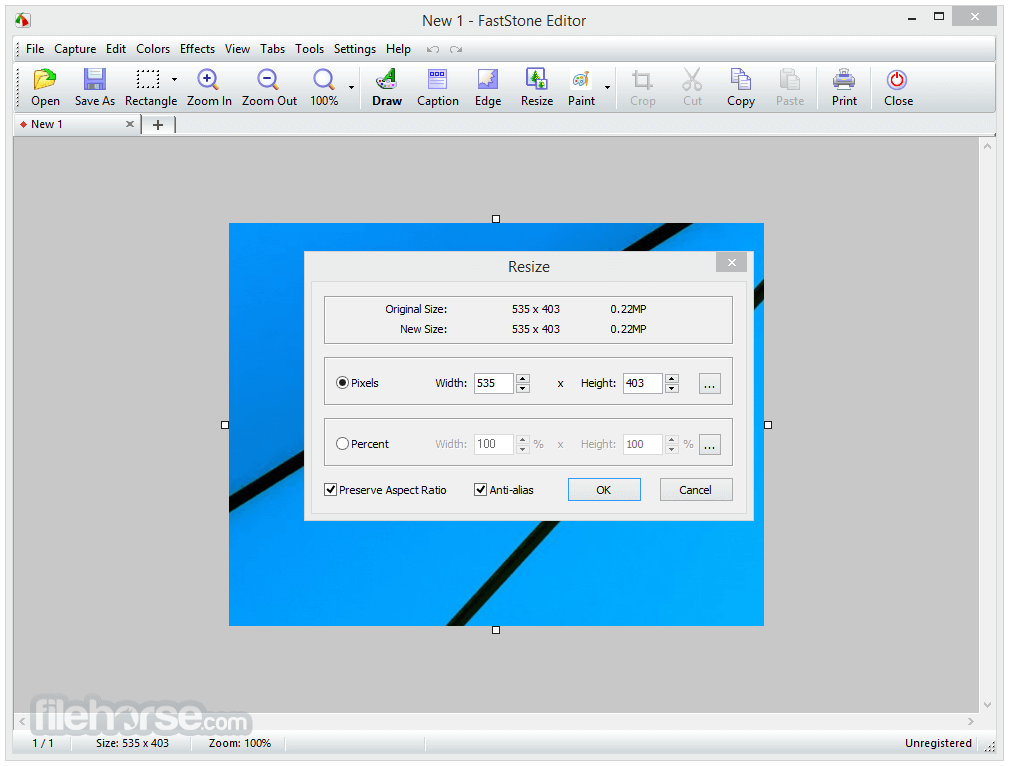 New 1 - FastStone Editor
File Capture Edit Colors Effects View Tabs Tools Settings Help
Open Save As Rectangle Zoom In Zoom Out 100% Draw Caption Edge Resize Paint Crop Cut Copy Paste Print Close
New 1
Resize
Original Size: 535 x 403 0.22MP
New Size: 535 x 403 0.22MP
Pixels Width: 535 x Height: 403 ...
Percent Width: 100 % x Height: 100 % ...
Preserve Aspect Ratio Anti-alias OK Cancel
filehorse.com
1 / 1 Size: 535 x 403 Zoom: 100% Unregistered